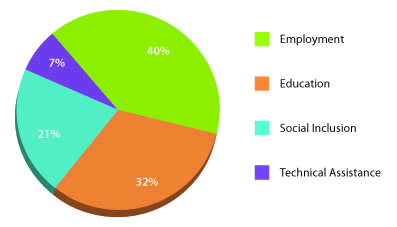 40%
7%
21%
32%
Employment
Education
Social Inclusion
Technical Assistance